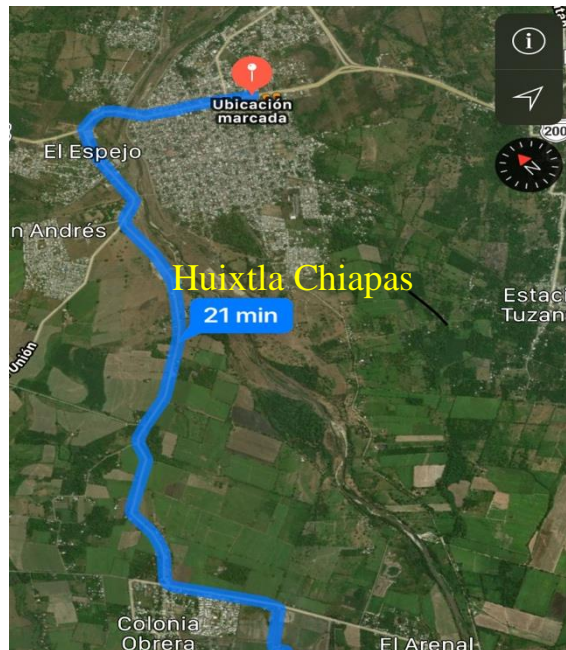 Ubicación
marcada
200
El Espejo
n Andrés
Huixtla Chiapas
Estaci
Tuzan
21 min
Unión
Colonia
Obrera
El Arenal